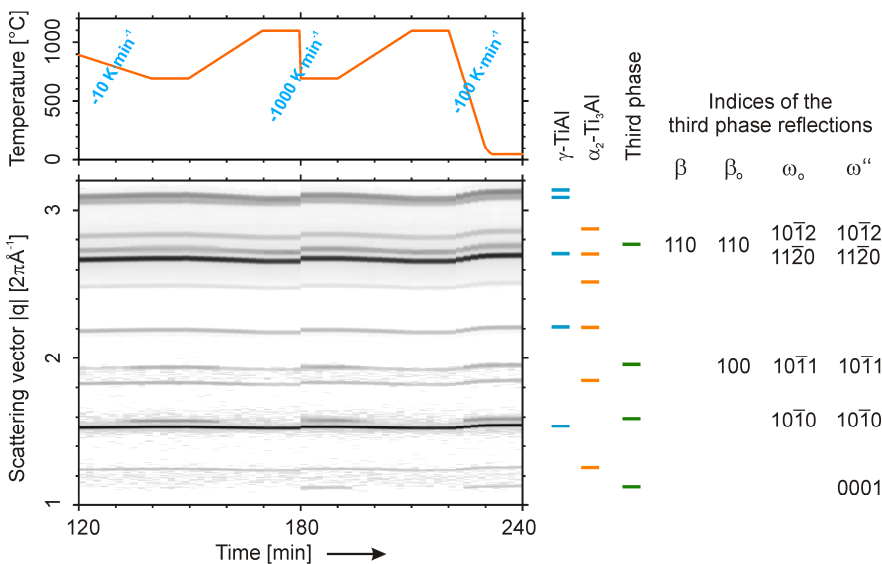 Temperature [°C]
1000
500
0
-10 K·min⁻¹
-1000 K·min⁻¹
-100 K·min⁻¹
γ-TiAl
α₂-Ti₃Al
Third phase
Indices of the
third phase reflections
β βₒ ωₒ ω“
Scattering vector |q| [2πÅ⁻¹]
3
2
1
110 110 101̅2 101̅2
112̅0 112̅0
100 101̅1 101̅1
101̅0 101̅0
0001
120 180 240
Time [min]